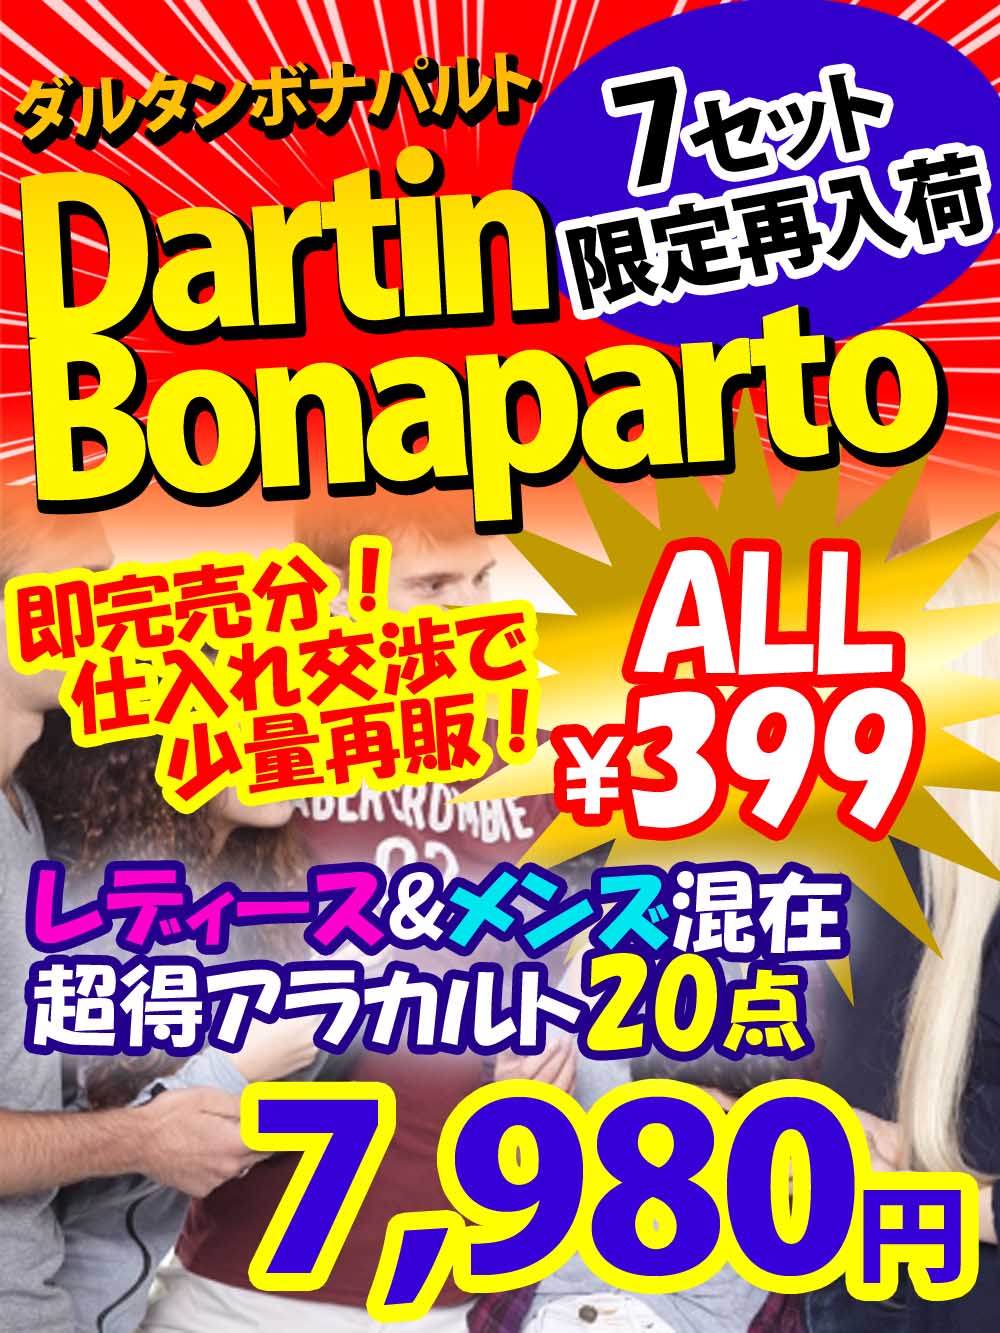 ダルタンボナパルト
7セット
限定再入荷
Dartin
Bonaparto
即完売分！
仕入れ交渉で
少量再販！
ALL
¥399
ABERCROMBIE
92
レディース&メンズ混在
超得アラカルト20点
7,980円